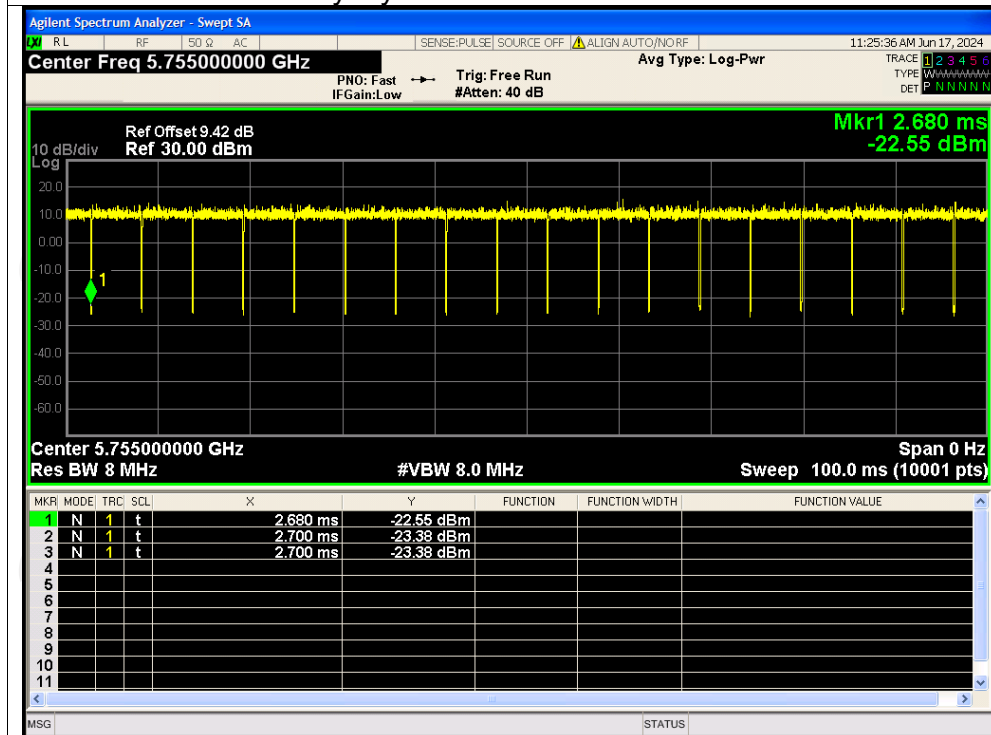 Agilent Spectrum Analyzer - Swept SA
LXI RL RF 50 Ω AC SENSE:PULSE SOURCE OFF ALIGN AUTO/NORF 11:25:36 AM Jun 17, 2024
Center Freq 5.755000000 GHz
PNO: Fast
IFGain:Low
Trig: Free Run
#Atten: 40 dB
Avg Type: Log-Pwr
TRACE 1 2 3 4 5 6
TYPE WWWWWW
DET P N N N N N
Mkr1 2.680 ms
-22.55 dBm
Ref Offset 9.42 dB
10 dB/div Ref 30.00 dBm
Log
20.0
10.0
0.00
-10.0
1
-20.0
-30.0
-40.0
-50.0
-60.0
Center 5.755000000 GHz Span 0 Hz
Res BW 8 MHz #VBW 8.0 MHz Sweep 100.0 ms (10001 pts)
MKR MODE TRC SCL X Y FUNCTION FUNCTION WIDTH FUNCTION VALUE
1 N 1 t 2.680 ms -22.55 dBm
2 N 1 t 2.700 ms -23.38 dBm
3 N 1 t 2.700 ms -23.38 dBm
4
5
6
7
8
9
10
11
MSG STATUS